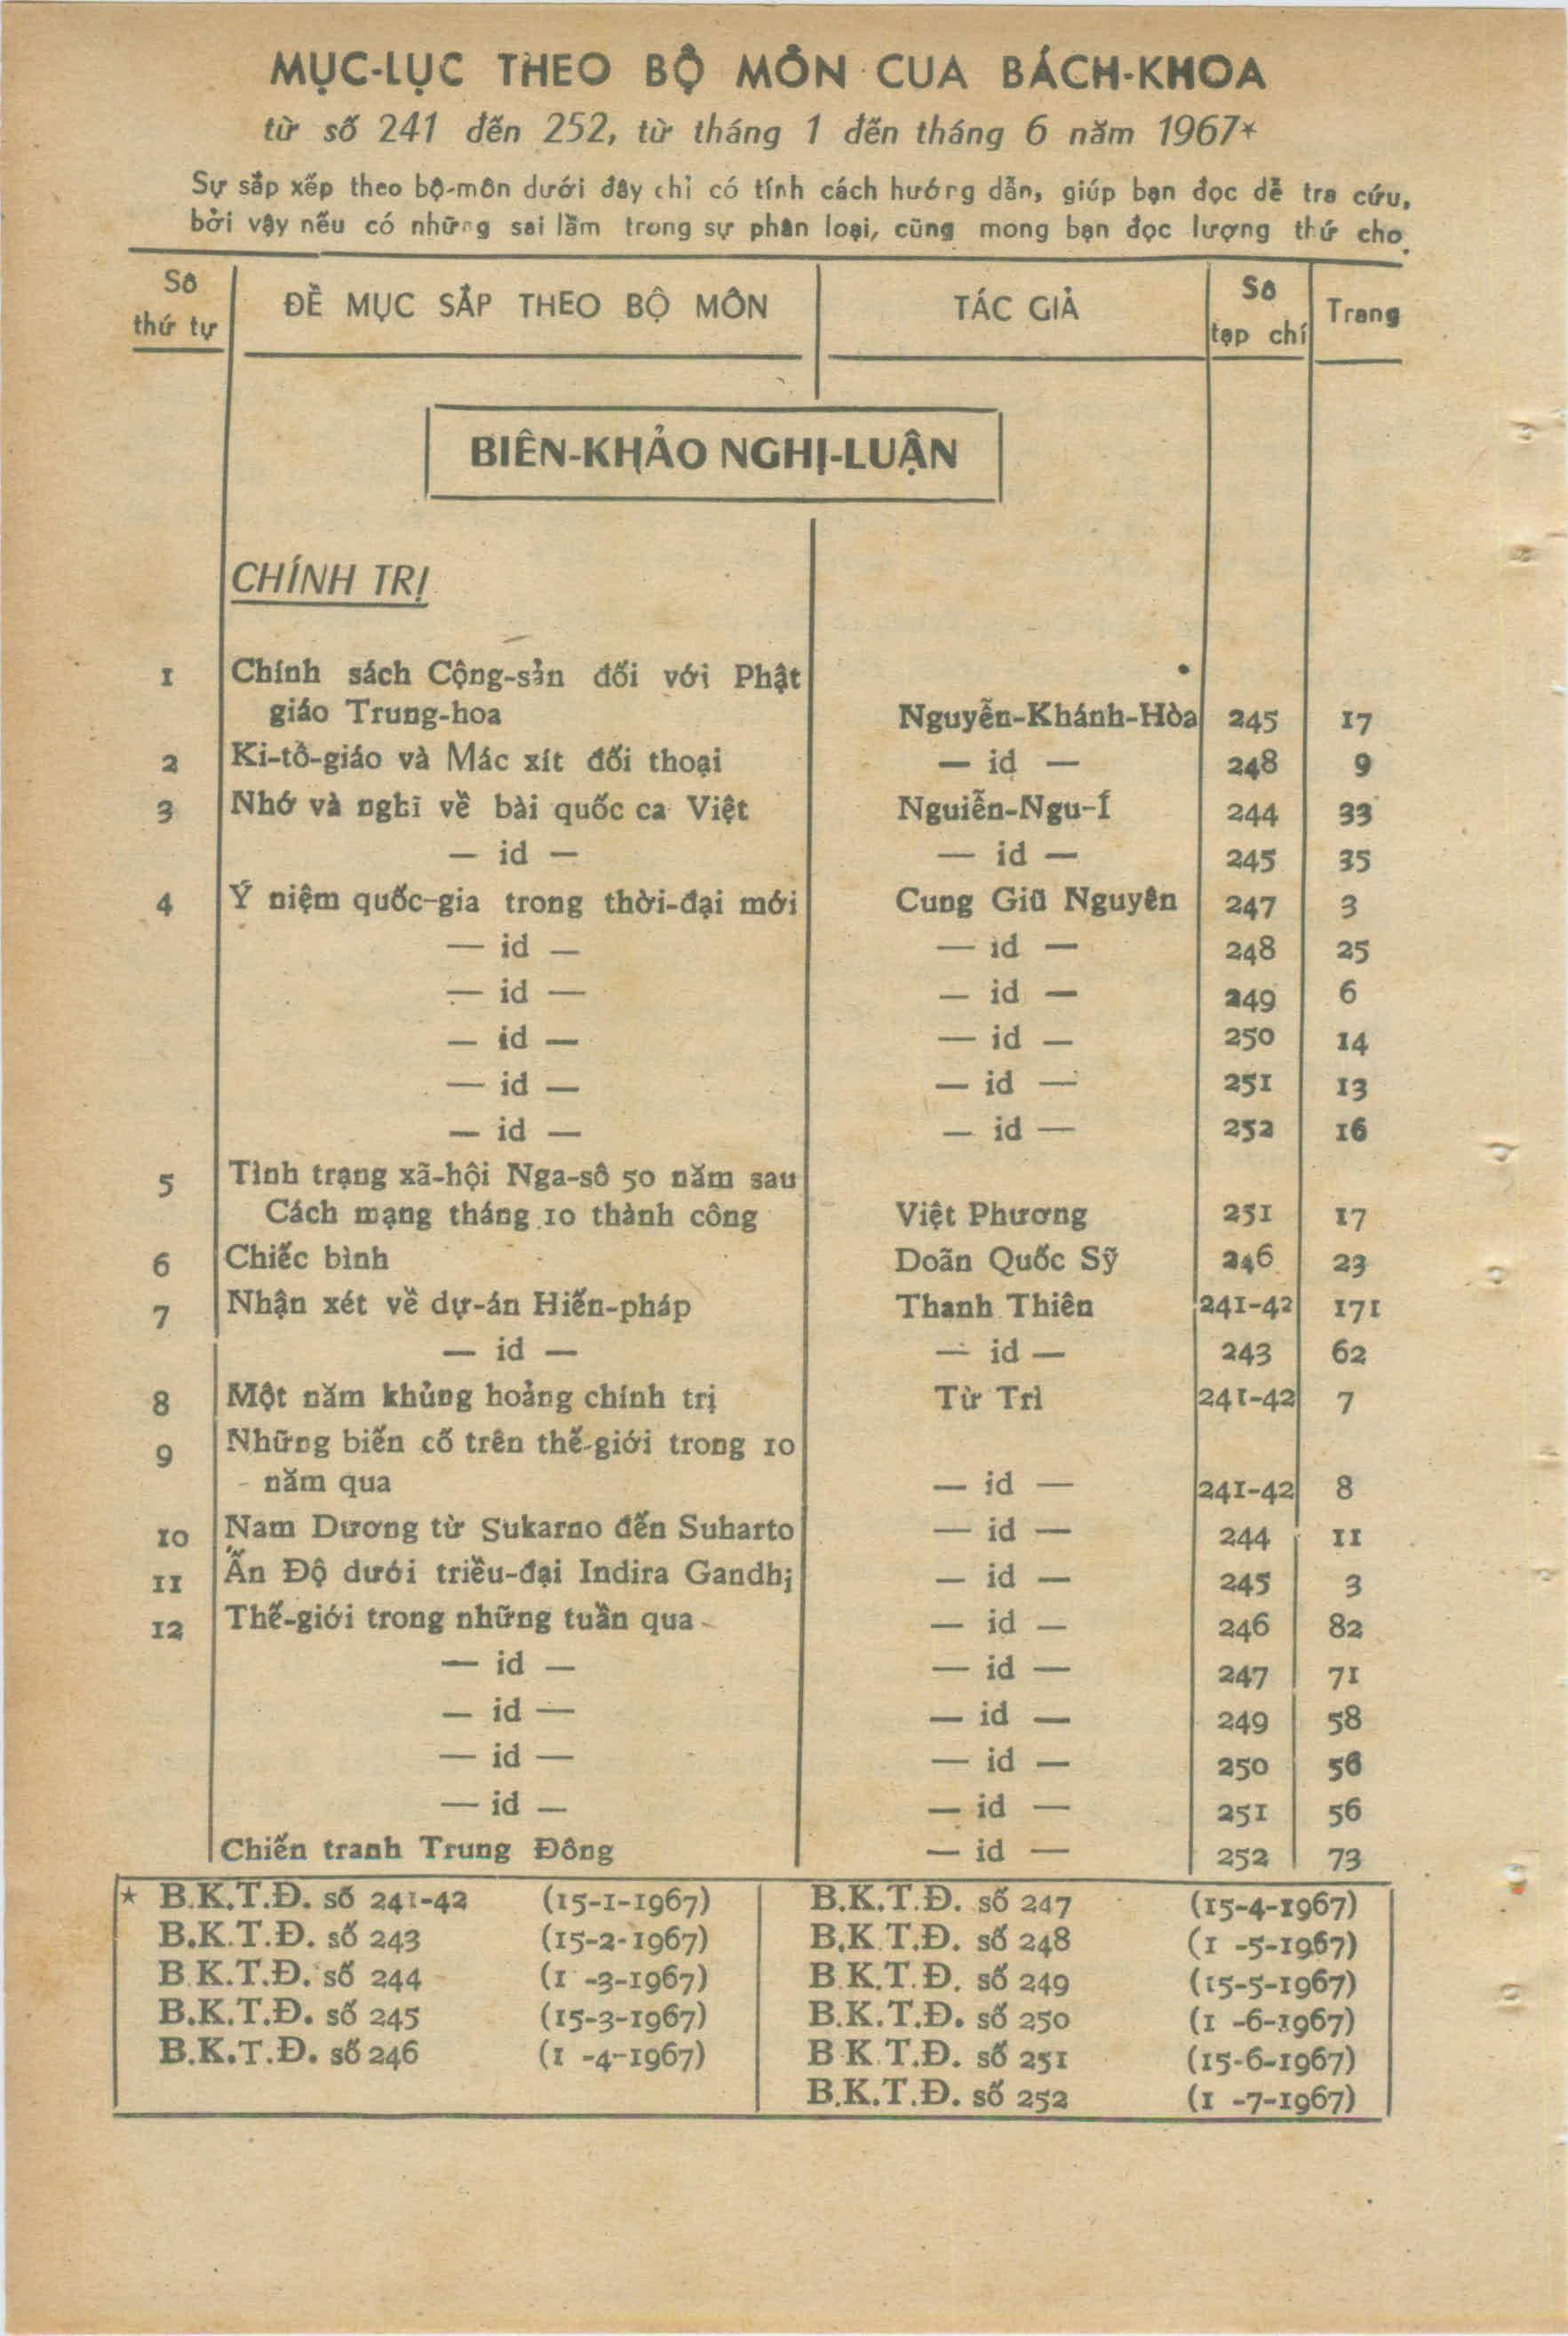 MỤC-LỤC THEO BỘ MÔN CUA BÁCH-KHOA
từ số 241 đến 252, từ tháng 1 đến tháng 6 năm 1967*
Sự sắp xếp theo bộ-môn dưới đây chỉ có tính cách hướng dẫn, giúp bạn đọc dễ tra cứu,
bởi vậy nếu có những sai lầm trong sự phân loại, cũng mong bạn đọc lượng thứ cho.
Số thứ tự | ĐỀ MỤC SẮP THEO BỘ MÔN | TÁC GIẢ | Số tạp chí | Trang
BIÊN-KHẢO NGHỊ-LUẬN
CHÍNH TRỊ
1 Chính sách Cộng-sản đối với Phật
giáo Trung-hoa Nguyễn-Khánh-Hòa 245 17
2 Ki-tô-giáo và Mác xít đối thoại — id — 248 9
3 Nhớ và nghĩ về bài quốc ca Việt Nguiễn-Ngu-Í 244 33
— id — — id — 245 35
4 Ý niệm quốc-gia trong thời-đại mới Cung Giũ Nguyên 247 3
— id — — id — 248 25
— id — — id — 249 6
— id — — id — 250 14
— id — — id — 251 13
— id — — id — 252 16
5 Tình trạng xã-hội Nga-sô 50 năm sau
Cách mạng tháng 10 thành công Việt Phương 251 17
6 Chiếc bình Doãn Quốc Sỹ 246 23
7 Nhận xét về dự-án Hiến-pháp Thanh Thiên 241-42 171
— id — — id — 243 62
8 Một năm khủng hoảng chính trị Từ Trì 241-42 7
9 Những biến cố trên thế-giới trong 10
năm qua — id — 241-42 8
10 Nam Dương từ Sukarno đến Suharto — id — 244 11
11 Ấn Độ dưới triều-đại Indira Gandhi — id — 245 3
12 Thế-giới trong những tuần qua — id — 246 82
— id — — id — 247 71
— id — — id — 249 58
— id — — id — 250 56
— id — — id — 251 56
Chiến tranh Trung Đông — id — 252 73
* B.K.T.Đ. số 241-42 (15-1-1967) B.K.T.Đ. số 247 (15-4-1967)
B.K.T.Đ. số 243 (15-2-1967) B.K.T.Đ. số 248 (1 -5-1967)
B.K.T.Đ. số 244 (1 -3-1967) B.K.T.Đ. số 249 (15-5-1967)
B.K.T.Đ. số 245 (15-3-1967) B.K.T.Đ. số 250 (1 -6-1967)
B.K.T.Đ. số 246 (1 -4-1967) B.K.T.Đ. số 251 (15-6-1967)
B.K.T.Đ. số 252 (1 -7-1967)